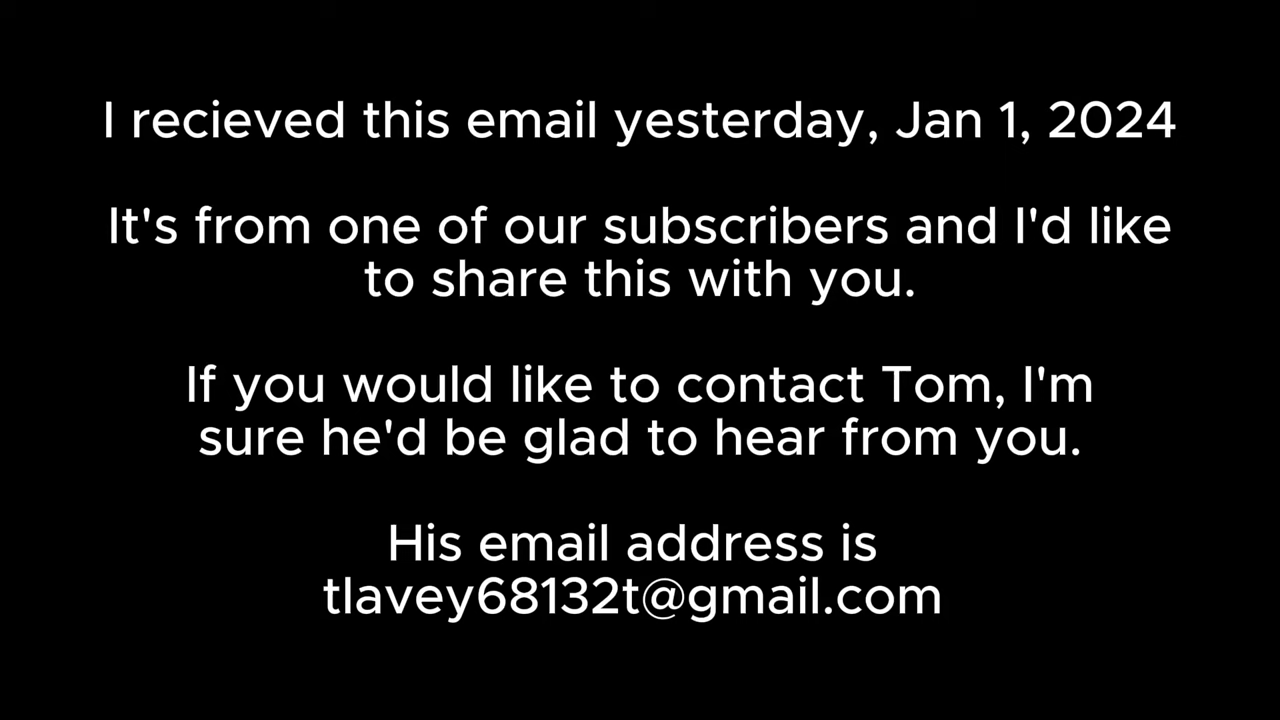 I recieved this email yesterday, Jan 1, 2024
It's from one of our subscribers and I'd like
to share this with you.
If you would like to contact Tom, I'm
sure he'd be glad to hear from you.
His email address is
tlavey68132t@gmail.com